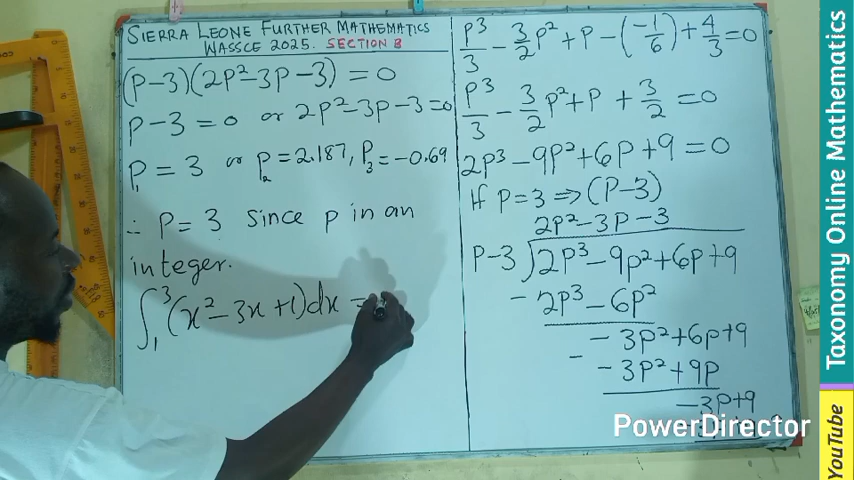 SIERRA LEONE FURTHER MATHEMATICS
WASSCE 2025. SECTION B
(P-3)(2P²-3P-3) = 0
P-3=0 or 2P²-3P-3=0
P₁ = 3 or P₂ = 2.187, P₃ = -0.69
∴ P = 3 since p in an
integer.
∫₁³(x²-3x+1)dx =
P³/3 - 3/2P² + P - (-1/6) + 4/3 = 0
P³/3 - 3/2P² + P + 3/2 = 0
2P³-9P²+6P+9 = 0
If P=3 ⇒ (P-3)
2P²-3P-3
P-3 2P³-9P²+6P+9
- 2P³-6P²
-3P²+6P+9
- -3P²+9P
-3P+9
PowerDirector
Taxonomy Online Mathematics
YouTube